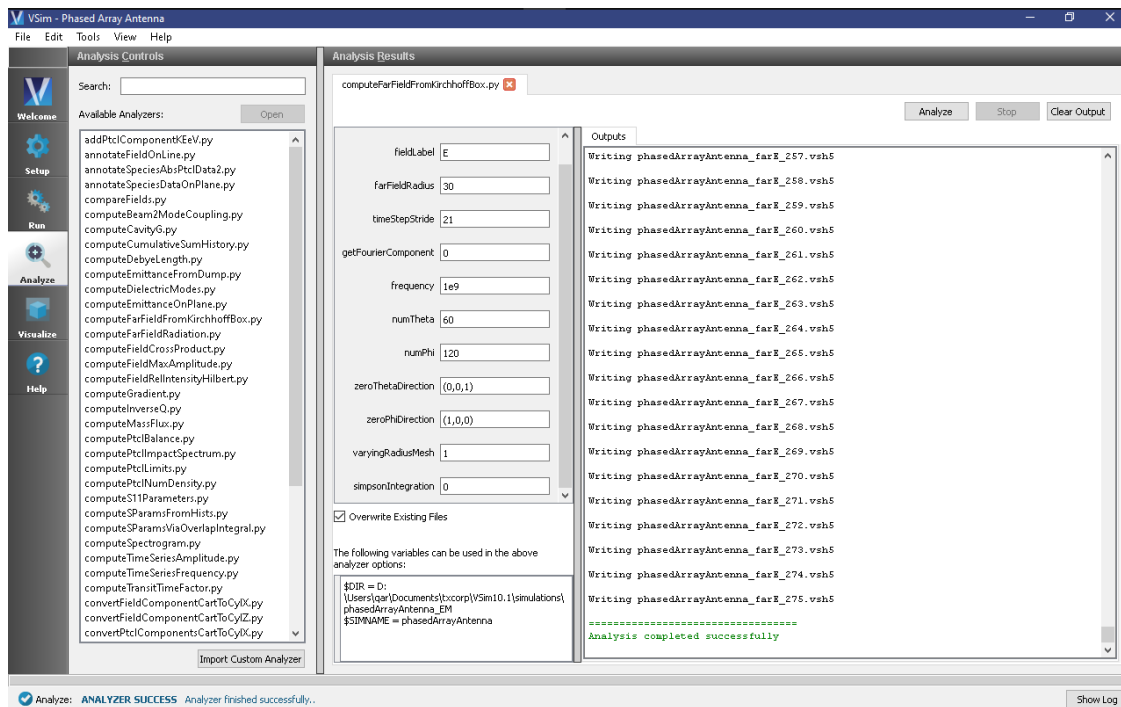 VSim - Phased Array Antenna
File Edit Tools View Help
Analysis Controls
Analysis Results
Welcome
Setup
Run
Analyze
Visualize
Help
Search:
Available Analyzers:
Open
addPtclComponentKEeV.py
annotateFieldOnLine.py
annotateSpeciesAbsPtclData2.py
annotateSpeciesDataOnPlane.py
compareFields.py
computeBeam2ModeCoupling.py
computeCavityG.py
computeCumulativeSumHistory.py
computeDebyeLength.py
computeEmittanceFromDump.py
computeDielectricModes.py
computeEmittanceOnPlane.py
computeFarFieldFromKirchhoffBox.py
computeFarFieldRadiation.py
computeFieldCrossProduct.py
computeFieldMaxAmplitude.py
computeFieldRelIntensityHilbert.py
computeGradient.py
computeInverseQ.py
computeMassFlux.py
computePtclBalance.py
computePtclImpactSpectrum.py
computePtclLimits.py
computePtclNumDensity.py
computeS11Parameters.py
computeSParamsFromHists.py
computeSParamsViaOverlapIntegral.py
computeSpectrogram.py
computeTimeSeriesAmplitude.py
computeTimeSeriesFrequency.py
computeTransitTimeFactor.py
convertFieldComponentCartToCylX.py
convertFieldComponentCartToCylZ.py
convertPtclComponentsCartToCylX.py
Import Custom Analyzer
computeFarFieldFromKirchhoffBox.py
Analyze
Stop
Clear Output
fieldLabel E
farFieldRadius 30
timeStepStride 21
getFourierComponent 0
frequency 1e9
numTheta 60
numPhi 120
zeroThetaDirection (0,0,1)
zeroPhiDirection (1,0,0)
varyingRadiusMesh 1
simpsonIntegration 0
Overwrite Existing Files
The following variables can be used in the above
analyzer options:
$DIR = D:
\Users\qar\Documents\txcorp\VSim10.1\simulations\
phasedArrayAntenna_EM
$SIMNAME = phasedArrayAntenna
Outputs
Writing phasedArrayAntenna_farE_257.vsh5
Writing phasedArrayAntenna_farE_258.vsh5
Writing phasedArrayAntenna_farE_259.vsh5
Writing phasedArrayAntenna_farE_260.vsh5
Writing phasedArrayAntenna_farE_261.vsh5
Writing phasedArrayAntenna_farE_262.vsh5
Writing phasedArrayAntenna_farE_263.vsh5
Writing phasedArrayAntenna_farE_264.vsh5
Writing phasedArrayAntenna_farE_265.vsh5
Writing phasedArrayAntenna_farE_266.vsh5
Writing phasedArrayAntenna_farE_267.vsh5
Writing phasedArrayAntenna_farE_268.vsh5
Writing phasedArrayAntenna_farE_269.vsh5
Writing phasedArrayAntenna_farE_270.vsh5
Writing phasedArrayAntenna_farE_271.vsh5
Writing phasedArrayAntenna_farE_272.vsh5
Writing phasedArrayAntenna_farE_273.vsh5
Writing phasedArrayAntenna_farE_274.vsh5
Writing phasedArrayAntenna_farE_275.vsh5
===================================
Analysis completed successfully
Analyze: ANALYZER SUCCESS Analyzer finished successfully..
Show Log